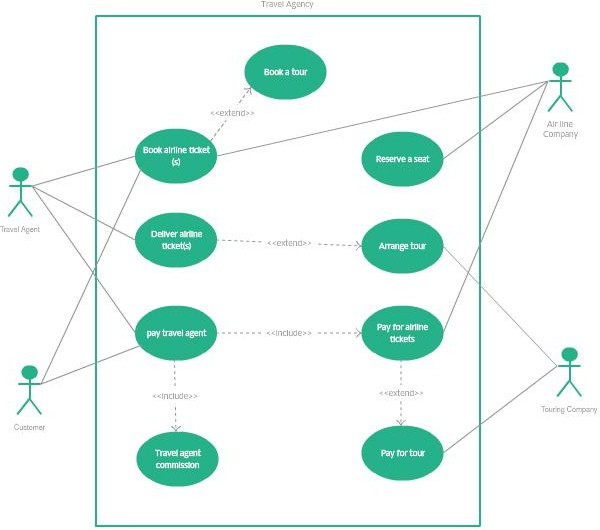 Travel Agency
Book a tour
<<extend>>
Air line
Company
Book airline ticket
(s)
Reserve a seat
Travel Agent
Deliver airline
ticket(s)
<<extend>>
Arrange tour
pay travel agent
<<include>>
Pay for airline
tickets
<<include>>
<<extend>>
Customer
Touring Company
Travel agent
commission
Pay for tour